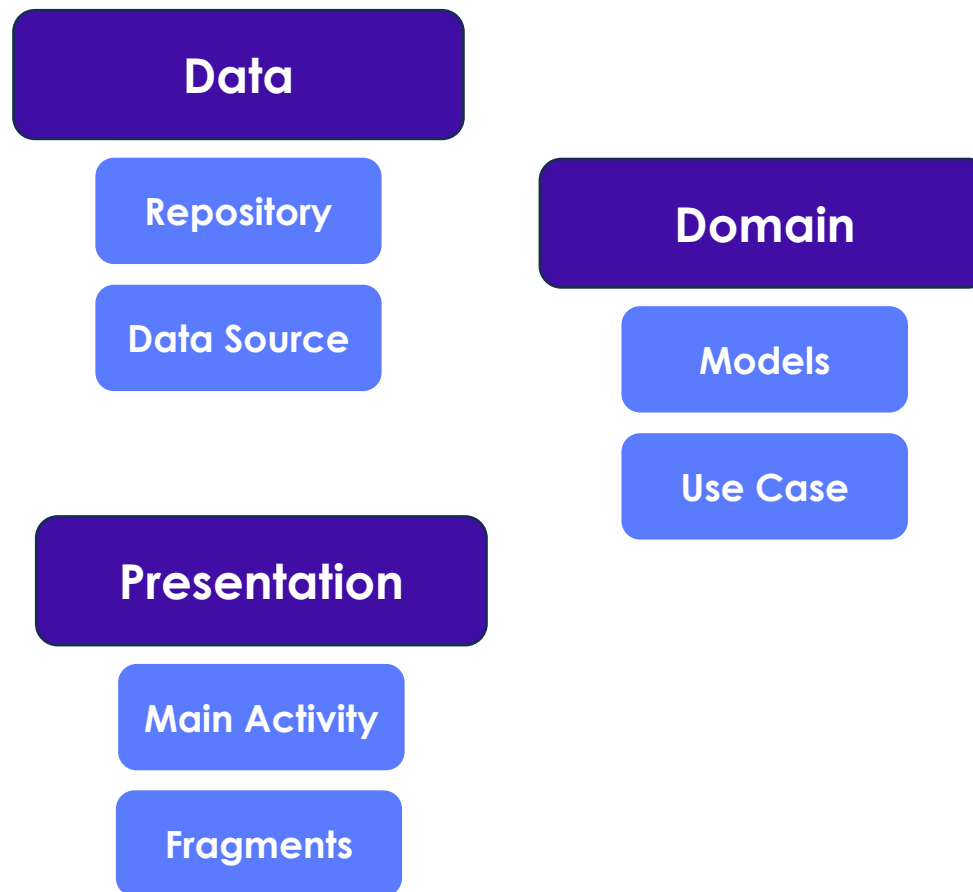 Data
Repository
Data Source
Domain
Models
Use Case
Presentation
Main Activity
Fragments